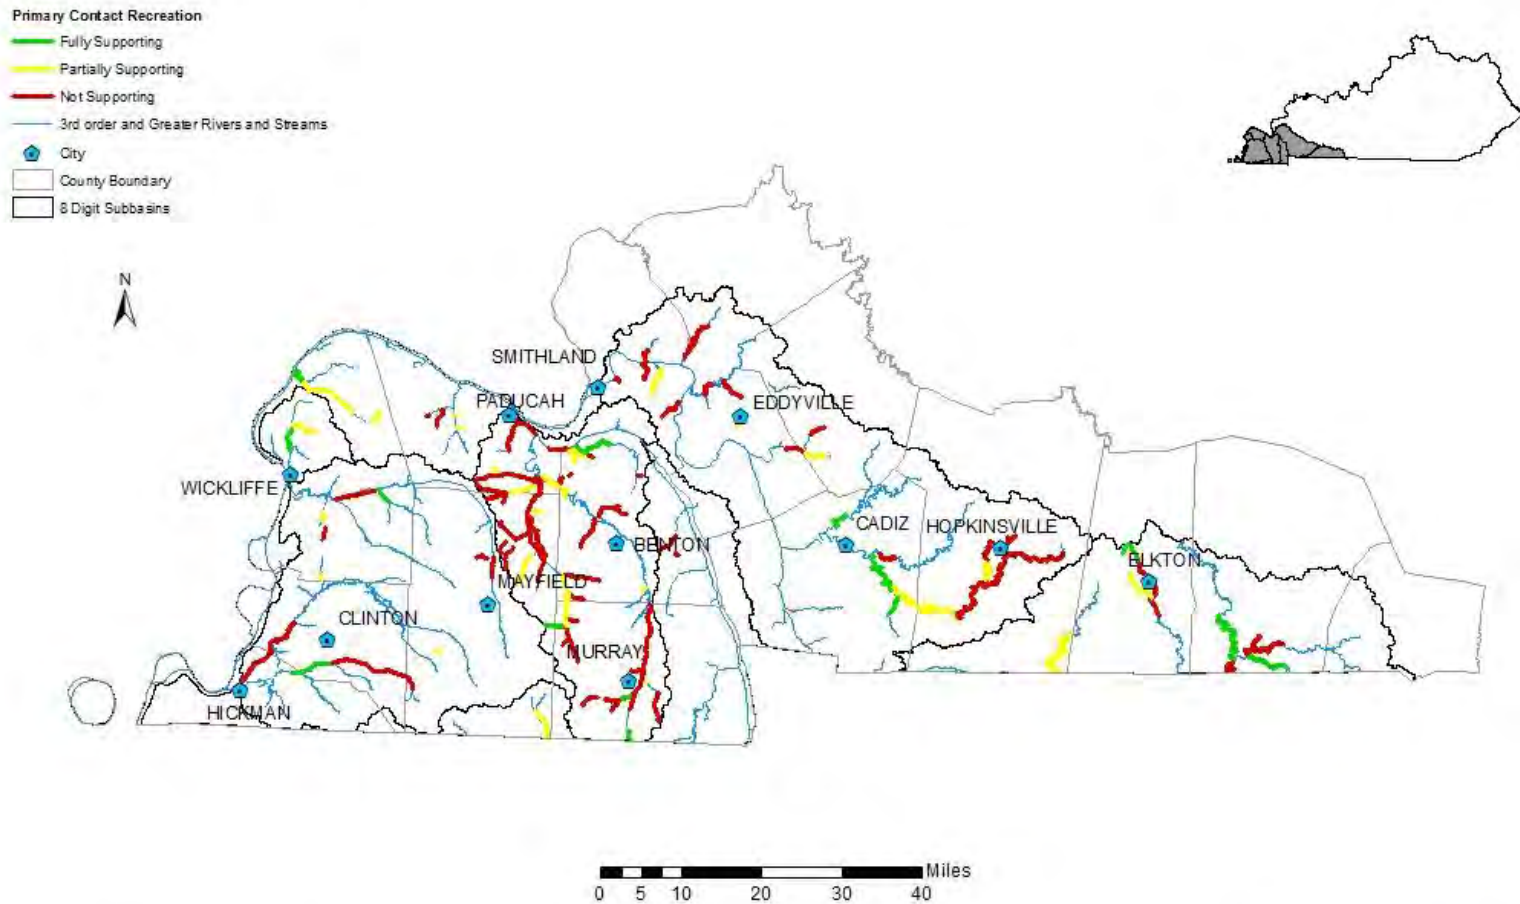 Primary Contact Recreation
Fully Supporting
Partially Supporting
Not Supporting
3rd order and Greater Rivers and Streams
City
County Boundary
8 Digit Subbasins
N
SMITHLAND
PADUCAH
EDDYVILLE
WICKLIFFE
CADIZ
HOPKINSVILLE
BENTON
ELKTON
MAYFIELD
CLINTON
MURRAY
HICKMAN
Miles
0 5 10 20 30 40